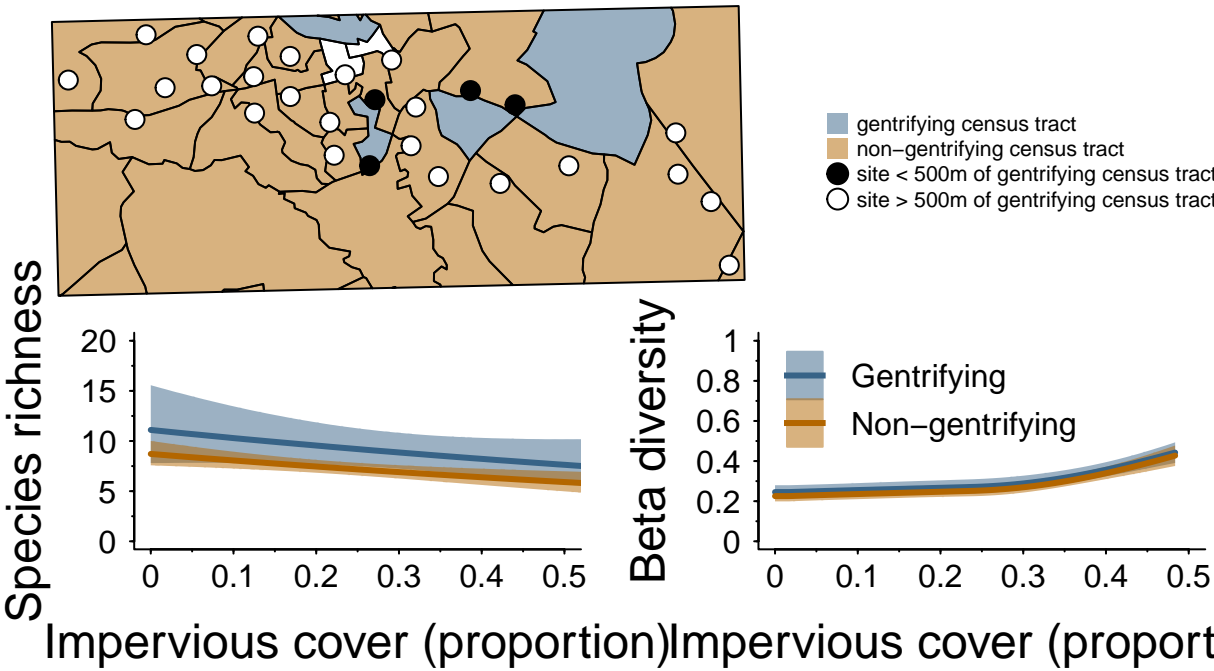 gentrifying census tract
non−gentrifying census tract
site < 500m of gentrifying census tract
site > 500m of gentrifying census tract
Species richness
20
15
10
5
0
0 0.1 0.2 0.3 0.4 0.5
Impervious cover (proportion)
Beta diversity
1
0.8
0.6
0.4
0.2
0
Gentrifying
Non−gentrifying
0 0.1 0.2 0.3 0.4 0.5
Impervious cover (proport